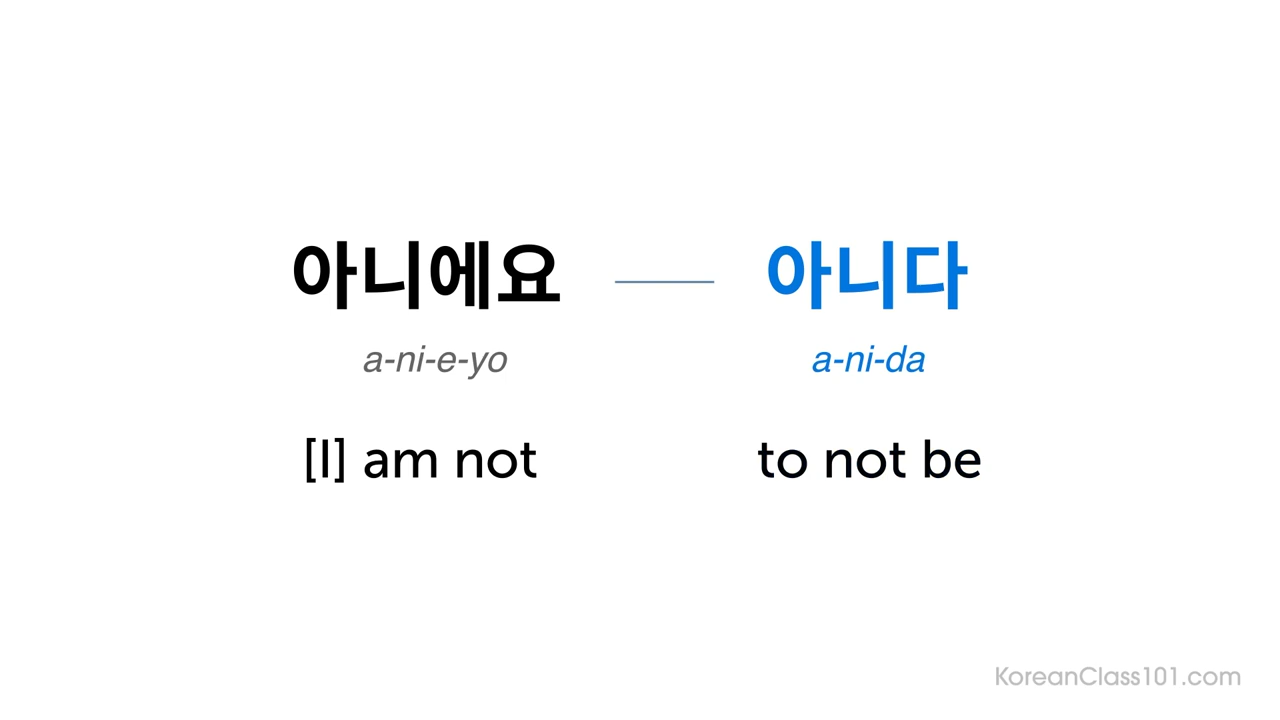 아니에요 아니다
a-ni-e-yo a-ni-da
[I] am not to not be
KoreanClass101.com